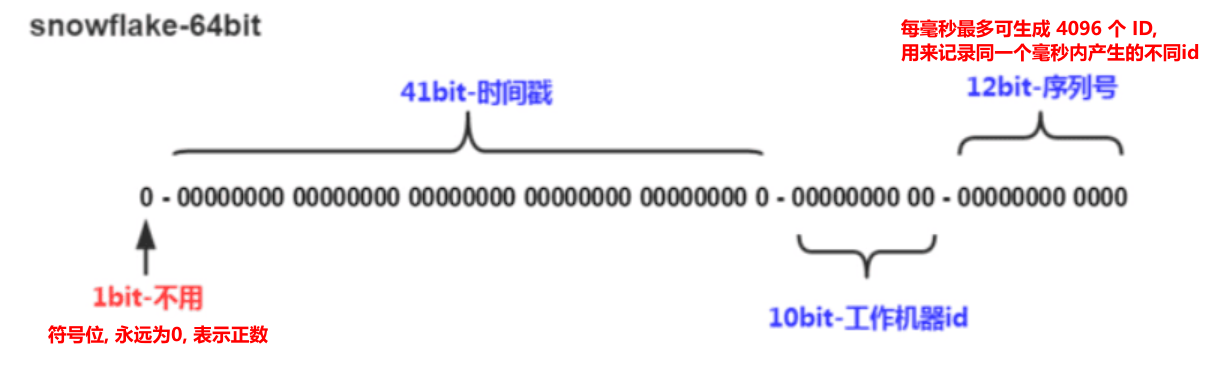 snowflake-64bit
每毫秒最多可生成 4096 个 ID,
用来记录同一个毫秒内产生的不同id
41bit-时间戳
12bit-序列号
0 - 00000000 00000000 00000000 00000000 00000000 0 - 00000000 00 - 00000000 0000
1bit-不用
10bit-工作机器id
符号位, 永远为0, 表示正数